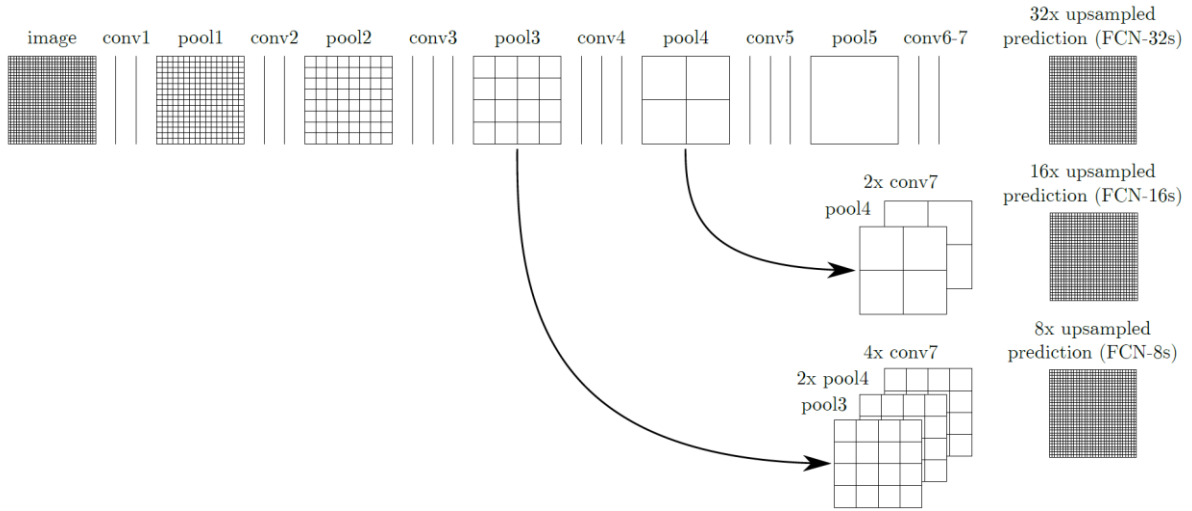 image conv1 pool1 conv2 pool2 conv3 pool3 conv4 pool4 conv5 pool5 conv6-7
32x upsampled
prediction (FCN-32s)
2x conv7
pool4
16x upsampled
prediction (FCN-16s)
4x conv7
2x pool4
pool3
8x upsampled
prediction (FCN-8s)